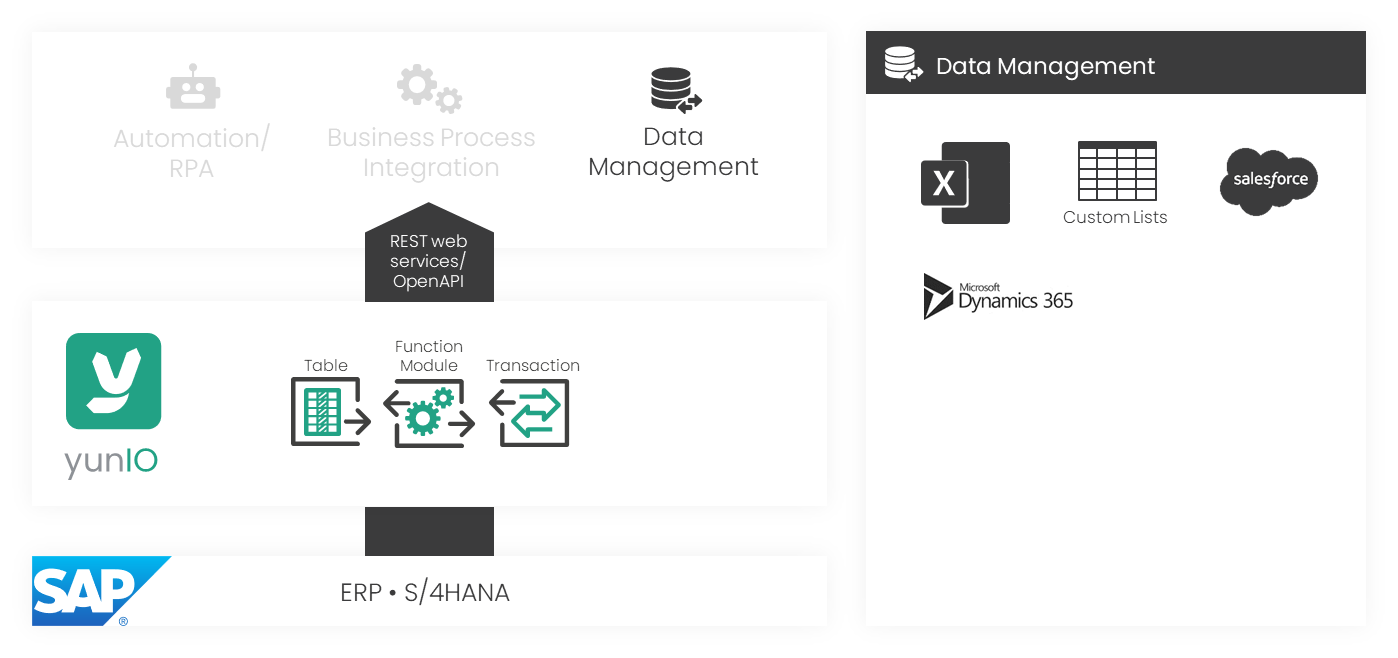 Automation/
RPA
Business Process
Integration
Data
Management
REST web
services/
OpenAPI
yunIO
Table
Function
Module
Transaction
SAP
®
ERP • S/4HANA
Data Management
X
Custom Lists
salesforce
Microsoft
Dynamics 365